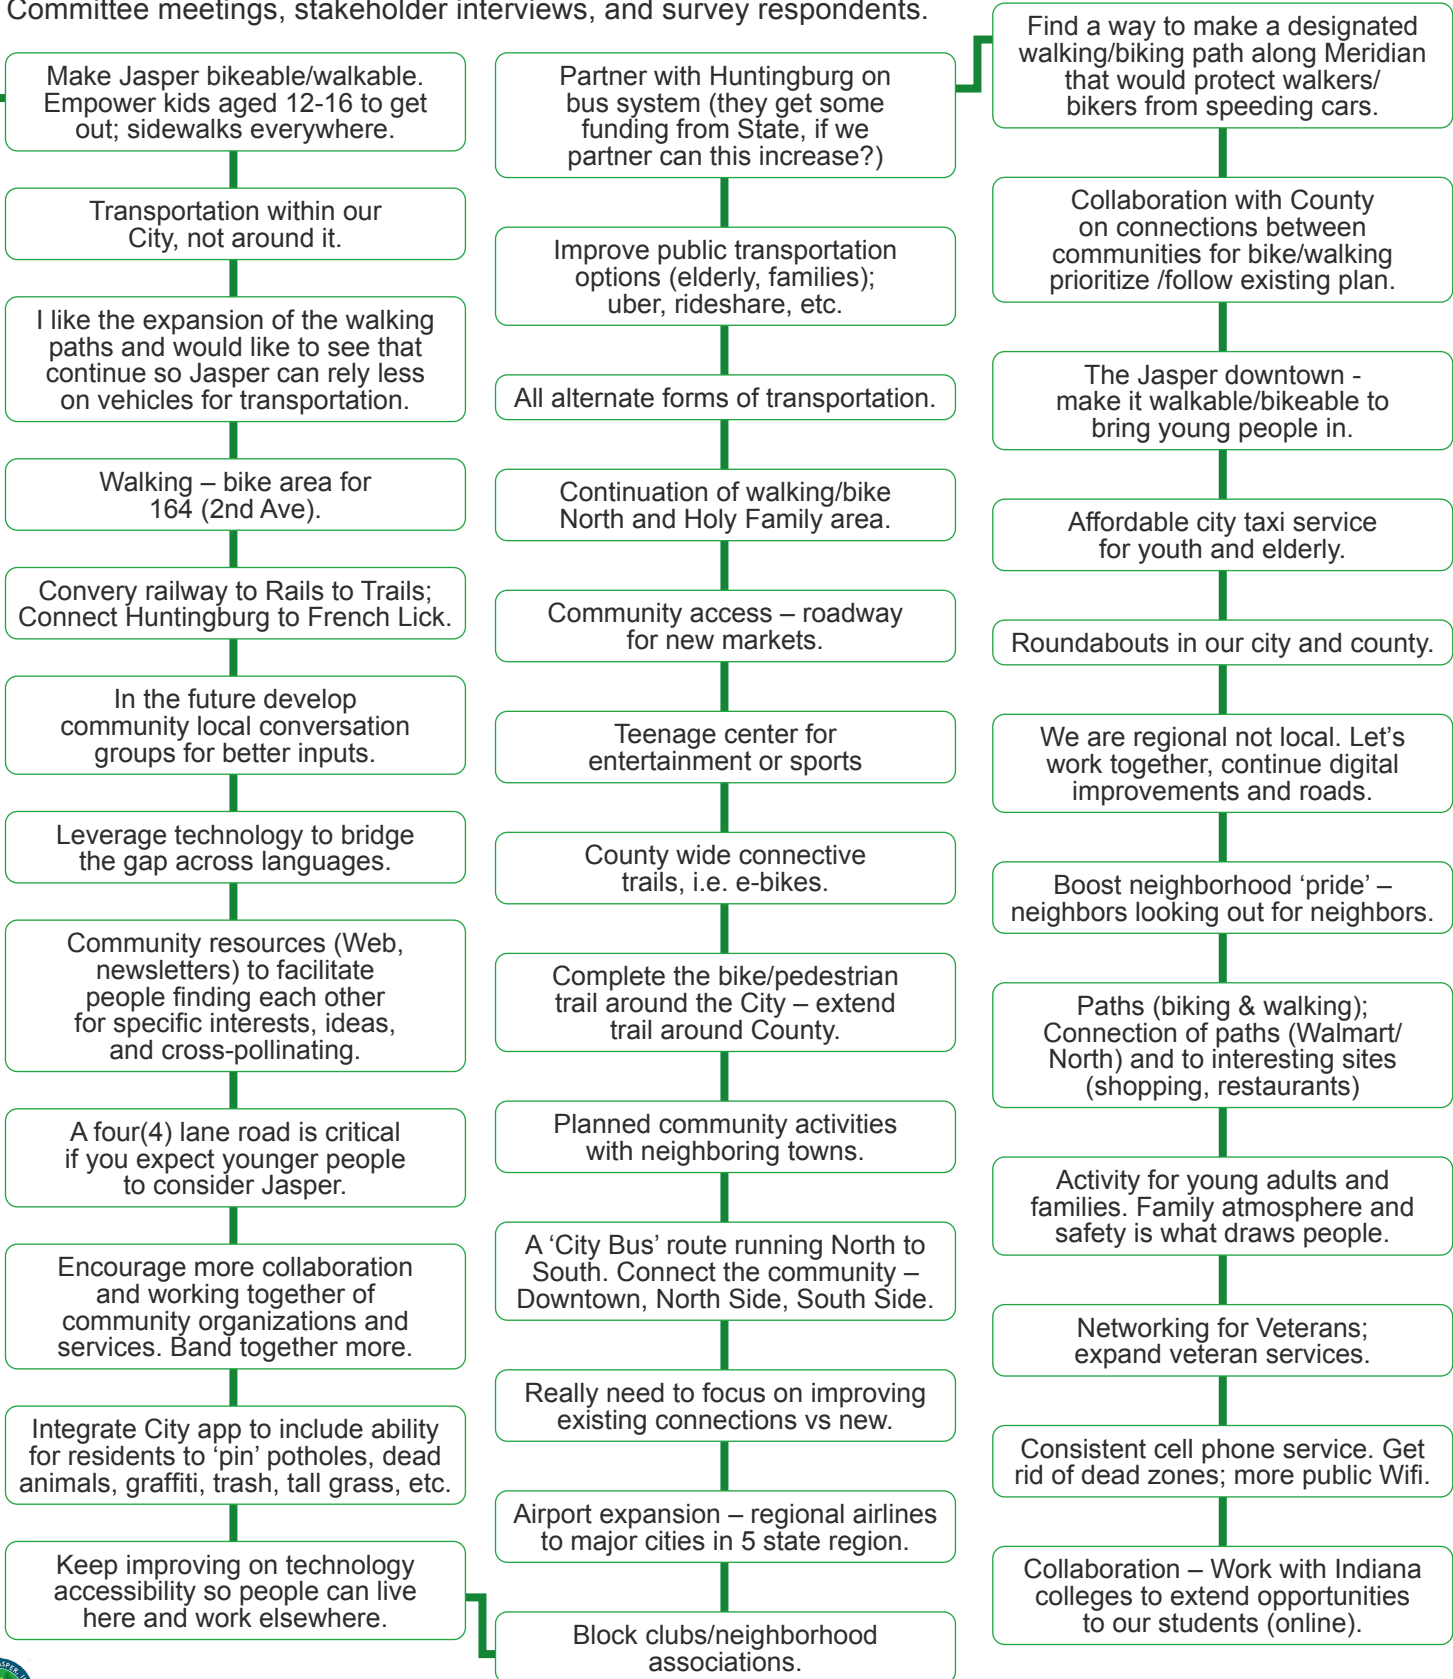 Committee meetings, stakeholder interviews, and survey respondents.
Make Jasper bikeable/walkable.
Empower kids aged 12-16 to get
out; sidewalks everywhere.
Transportation within our
City, not around it.
I like the expansion of the walking
paths and would like to see that
continue so Jasper can rely less
on vehicles for transportation.
Walking – bike area for
164 (2nd Ave).
Convery railway to Rails to Trails;
Connect Huntingburg to French Lick.
In the future develop
community local conversation
groups for better inputs.
Leverage technology to bridge
the gap across languages.
Community resources (Web,
newsletters) to facilitate
people finding each other
for specific interests, ideas,
and cross-pollinating.
A four(4) lane road is critical
if you expect younger people
to consider Jasper.
Encourage more collaboration
and working together of
community organizations and
services. Band together more.
Integrate City app to include ability
for residents to ‘pin’ potholes, dead
animals, graffiti, trash, tall grass, etc.
Keep improving on technology
accessibility so people can live
here and work elsewhere.
Partner with Huntingburg on
bus system (they get some
funding from State, if we
partner can this increase?)
Improve public transportation
options (elderly, families);
uber, rideshare, etc.
All alternate forms of transportation.
Continuation of walking/bike
North and Holy Family area.
Community access – roadway
for new markets.
Teenage center for
entertainment or sports
County wide connective
trails, i.e. e-bikes.
Complete the bike/pedestrian
trail around the City – extend
trail around County.
Planned community activities
with neighboring towns.
A ‘City Bus’ route running North to
South. Connect the community –
Downtown, North Side, South Side.
Really need to focus on improving
existing connections vs new.
Airport expansion – regional airlines
to major cities in 5 state region.
Block clubs/neighborhood
associations.
Find a way to make a designated
walking/biking path along Meridian
that would protect walkers/
bikers from speeding cars.
Collaboration with County
on connections between
communities for bike/walking
prioritize /follow existing plan.
The Jasper downtown -
make it walkable/bikeable to
bring young people in.
Affordable city taxi service
for youth and elderly.
Roundabouts in our city and county.
We are regional not local. Let’s
work together, continue digital
improvements and roads.
Boost neighborhood ‘pride’ –
neighbors looking out for neighbors.
Paths (biking & walking);
Connection of paths (Walmart/
North) and to interesting sites
(shopping, restaurants)
Activity for young adults and
families. Family atmosphere and
safety is what draws people.
Networking for Veterans;
expand veteran services.
Consistent cell phone service. Get
rid of dead zones; more public Wifi.
Collaboration – Work with Indiana
colleges to extend opportunities
to our students (online).